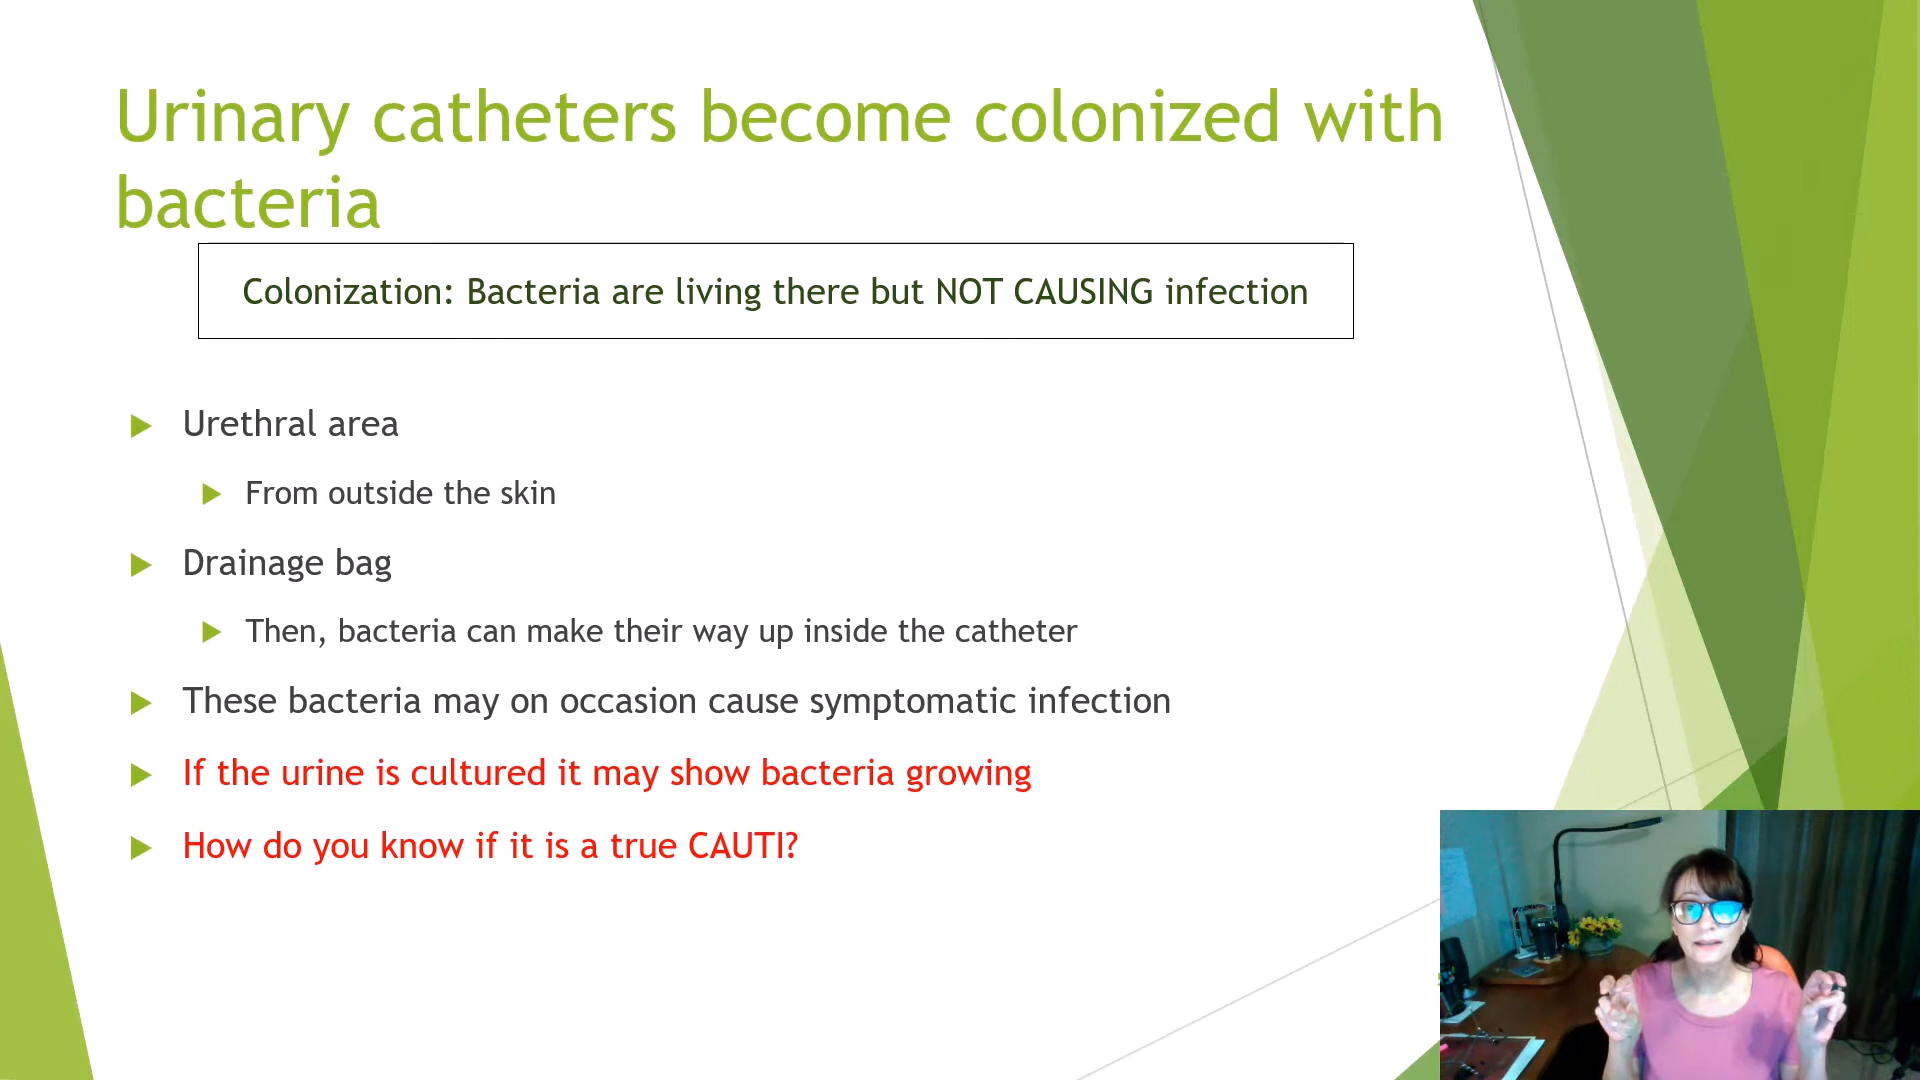 Urinary catheters become colonized with
bacteria
Colonization: Bacteria are living there but NOT CAUSING infection
Urethral area
From outside the skin
Drainage bag
Then, bacteria can make their way up inside the catheter
These bacteria may on occasion cause symptomatic infection
If the urine is cultured it may show bacteria growing
How do you know if it is a true CAUTI?